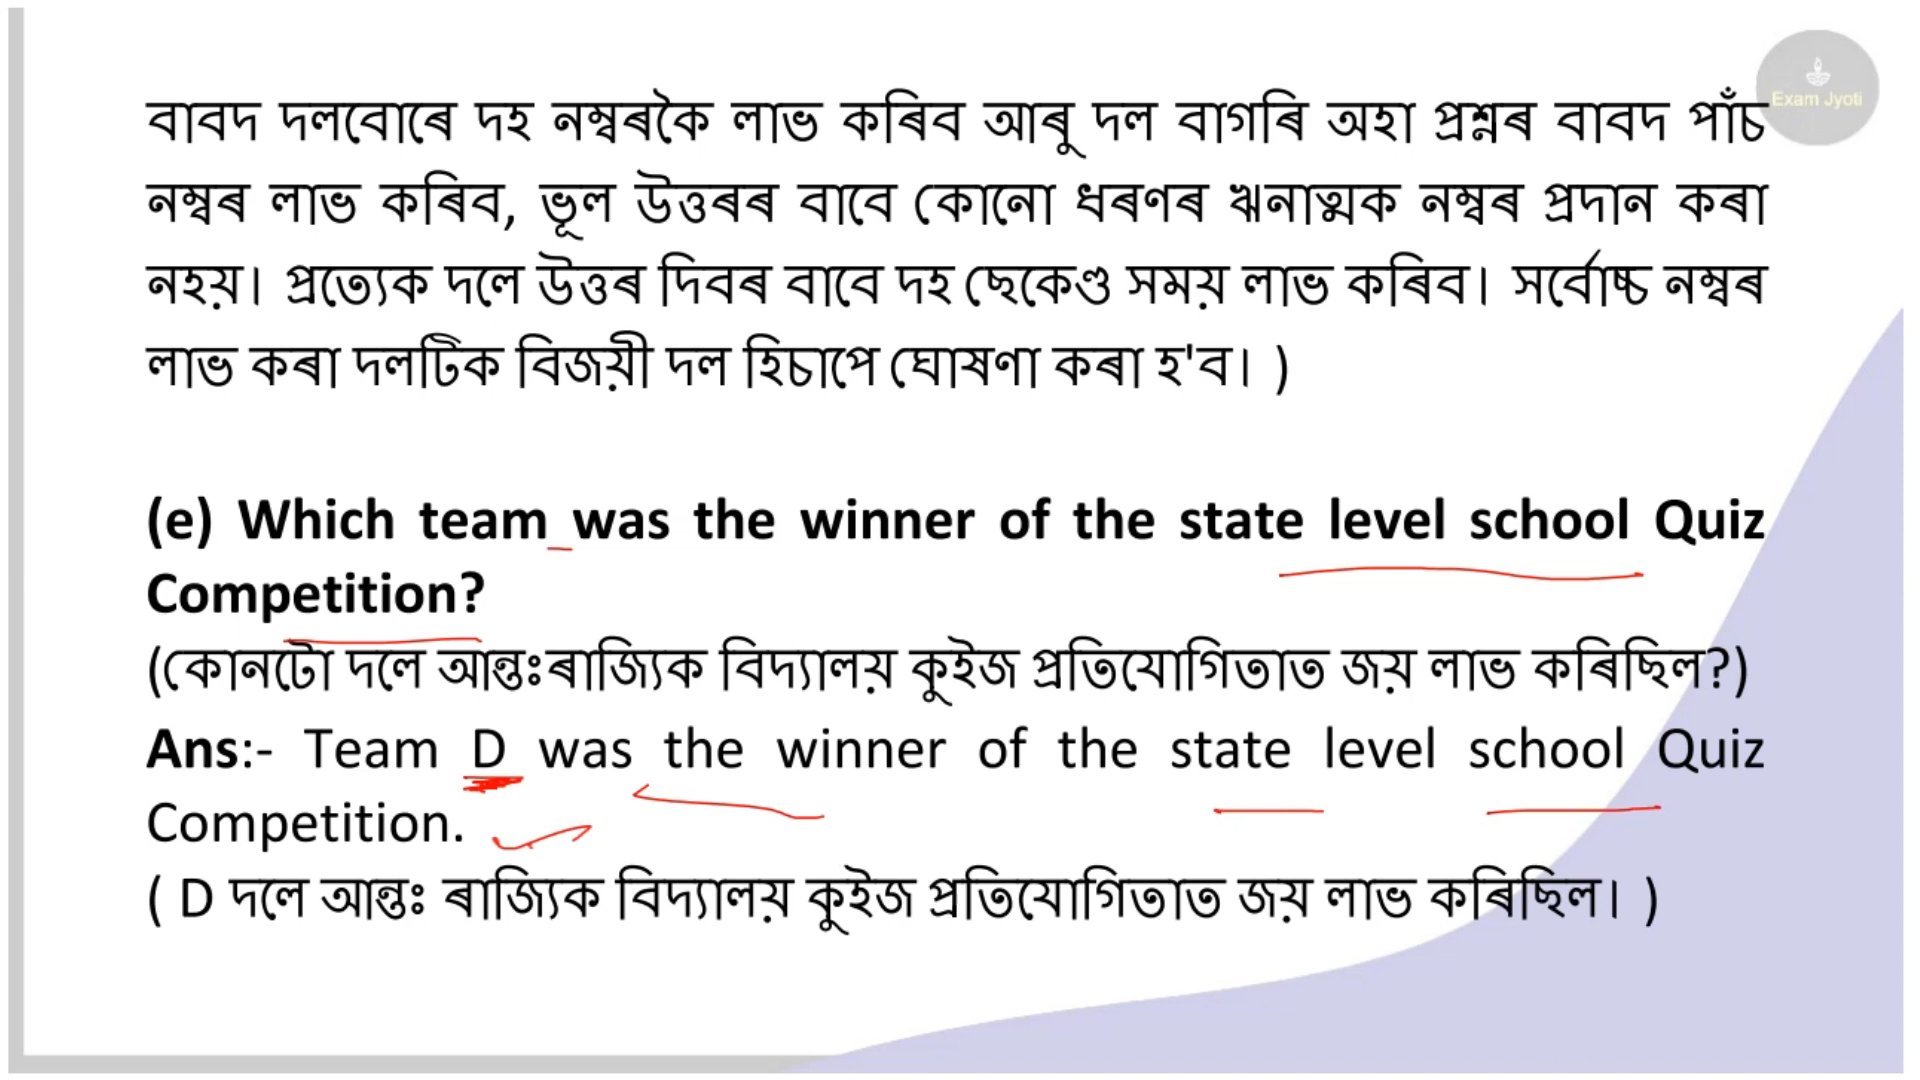 Exam Jyoti
বাবদ দলবোৰে দহ নম্বৰকৈ লাভ কৰিব আৰু দল বাগৰি অহা প্ৰশ্নৰ বাবদ পাঁচ
নম্বৰ লাভ কৰিব, ভূল উত্তৰৰ বাবে কোনো ধৰণৰ ঋনাত্মক নম্বৰ প্ৰদান কৰা
নহয়। প্ৰত্যেক দলে উত্তৰ দিবৰ বাবে দহ ছেকেণ্ড সময় লাভ কৰিব। সৰ্বোচ্চ নম্বৰ
লাভ কৰা দলটিক বিজয়ী দল হিচাপে ঘোষণা কৰা হ'ব। )
(e) Which team was the winner of the state level school Quiz
Competition?
(কোনটো দলে আন্তঃৰাজ্যিক বিদ্যালয় কুইজ প্ৰতিযোগিতাত জয় লাভ কৰিছিল?)
Ans:- Team D was the winner of the state level school Quiz
Competition.
( D দলে আন্তঃ ৰাজ্যিক বিদ্যালয় কুইজ প্ৰতিযোগিতাত জয় লাভ কৰিছিল। )